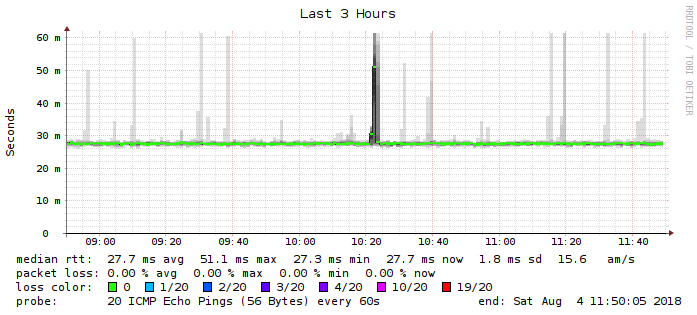 Last 3 Hours
RRDTOOL / TOBI OETIKER
Seconds
60 m
50 m
40 m
30 m
20 m
10 m
0
09:00 09:20 09:40 10:00 10:20 10:40 11:00 11:20 11:40
median rtt: 27.7 ms avg 51.1 ms max 27.3 ms min 27.7 ms now 1.8 ms sd 15.6 am/s
packet loss: 0.00 % avg 0.00 % max 0.00 % min 0.00 % now
loss color: 0 1/20 2/20 3/20 4/20 10/20 19/20
probe: 20 ICMP Echo Pings (56 Bytes) every 60s end: Sat Aug 4 11:50:05 2018